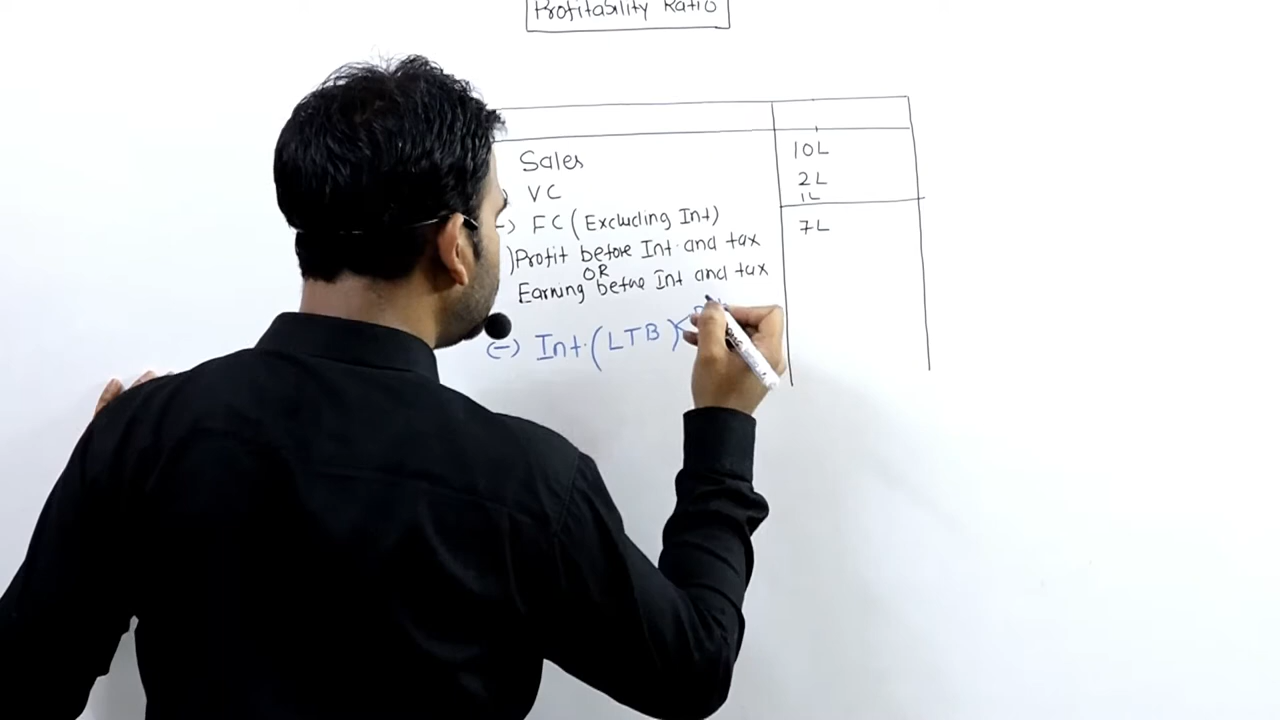 Profitability Ratio
Sales 10L
VC 2L
(-) FC (Excluding Int) 1L
) Profit before Int. and tax 7L
OR
Earning before Int and tax
(-) Int. (LTB)